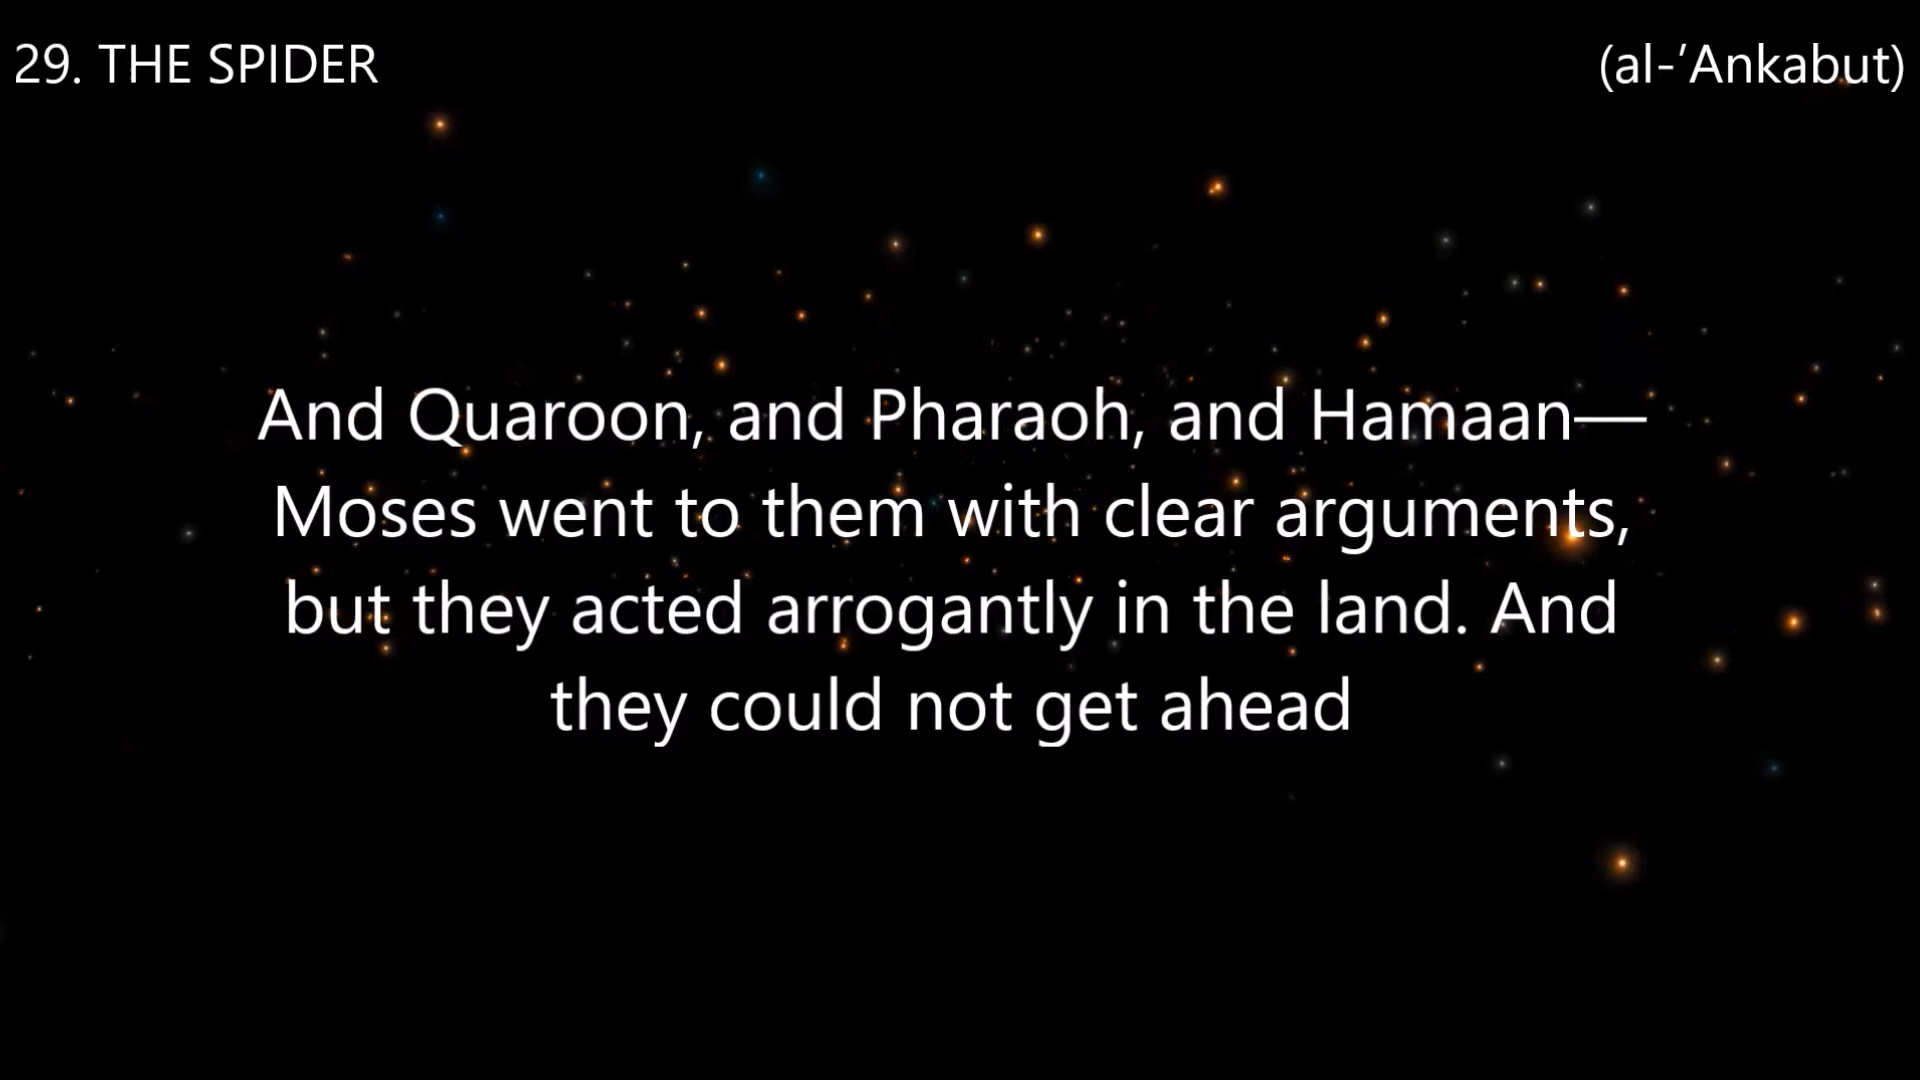 29. THE SPIDER
(al-’Ankabut)
And Quaroon, and Pharaoh, and Hamaan—
Moses went to them with clear arguments,
but they acted arrogantly in the land. And
they could not get ahead